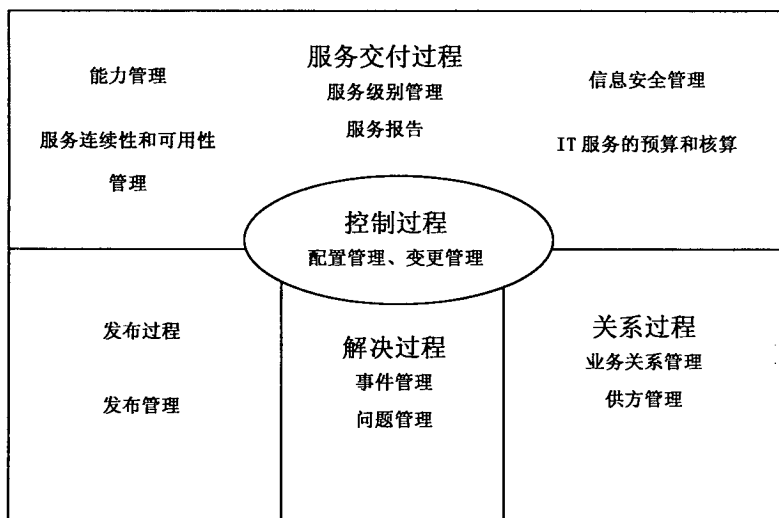 服务交付过程
能力管理
服务级别管理
信息安全管理
服务连续性和可用性
管理
服务报告
IT 服务的预算和核算
控制过程
配置管理、变更管理
发布过程
发布管理
解决过程
事件管理
问题管理
关系过程
业务关系管理
供方管理